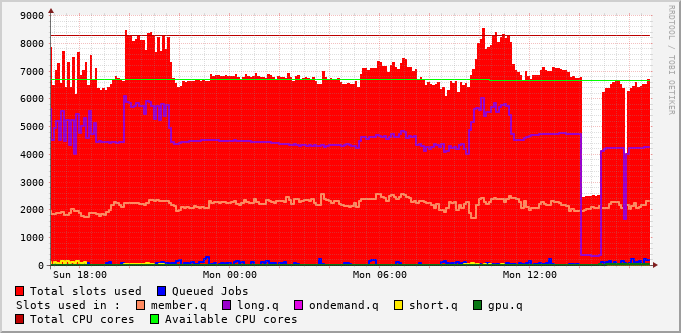 9000
8000
7000
6000
5000
4000
3000
2000
1000
0
Sun 18:00 Mon 00:00 Mon 06:00 Mon 12:00
RRDTOOL / TOBI OETIKER
Total slots used Queued Jobs
Slots used in : member.q long.q ondemand.q short.q gpu.q
Total CPU cores Available CPU cores